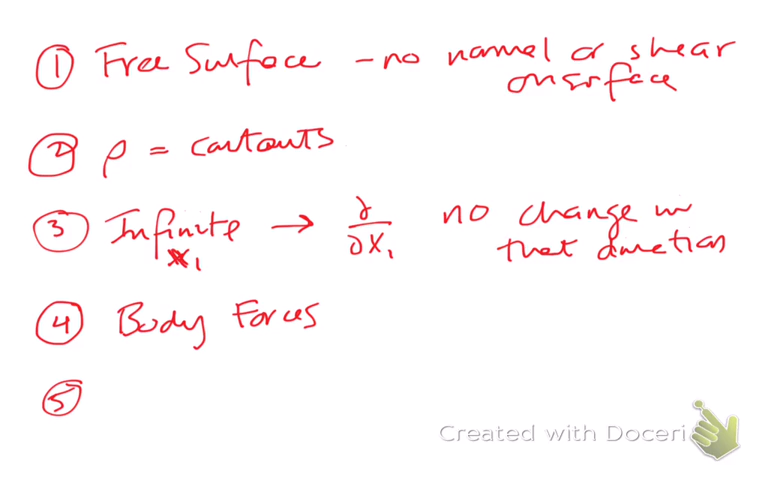 ① Free Surface - no normal or shear
on surface
② ρ = constants
③ Infinite → ∂/∂X₁ no change in
X₁ that direction
④ Body Forces
⑤
Created with Doceri